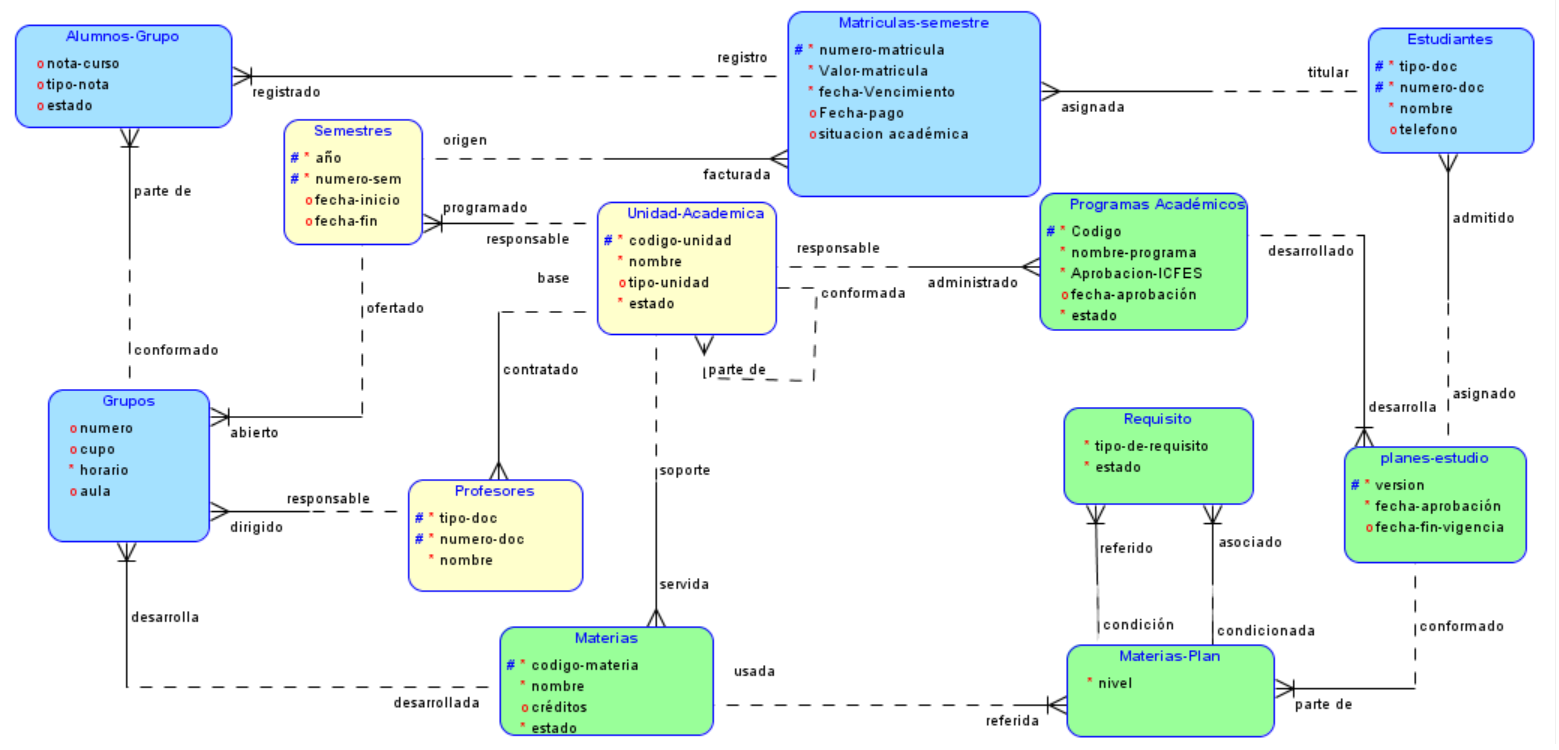 Alumnos-Grupo
o nota-curso
o tipo-nota
o estado
registrado
registro
Matriculas-semestre
# * numero-matricula
* Valor-matricula
* fecha-Vencimiento
o Fecha-pago
o situacion académica
asignada
titular
Estudiantes
# * tipo-doc
# * numero-doc
* nombre
o telefono
parte de
conformado
Semestres
# * año
# * numero-sem
o fecha-inicio
o fecha-fin
origen
facturada
programado
responsable
ofertado
abierto
Unidad-Academica
# * codigo-unidad
* nombre
o tipo-unidad
* estado
base
contratado
conformada
parte de
responsable
administrado
Programas Académicos
# * Codigo
* nombre-programa
* Aprobacion-ICFES
o fecha-aprobación
* estado
desarrollado
desarrolla
admitido
asignado
Grupos
o numero
o cupo
* horario
o aula
responsable
dirigido
Profesores
# * tipo-doc
# * numero-doc
* nombre
soporte
servida
Requisito
* tipo-de-requisito
* estado
referido
condición
asociado
condicionada
planes-estudio
# * version
* fecha-aprobación
o fecha-fin-vigencia
conformado
parte de
desarrolla
desarrollada
Materias
# * codigo-materia
* nombre
o créditos
* estado
usada
referida
Materias-Plan
* nivel